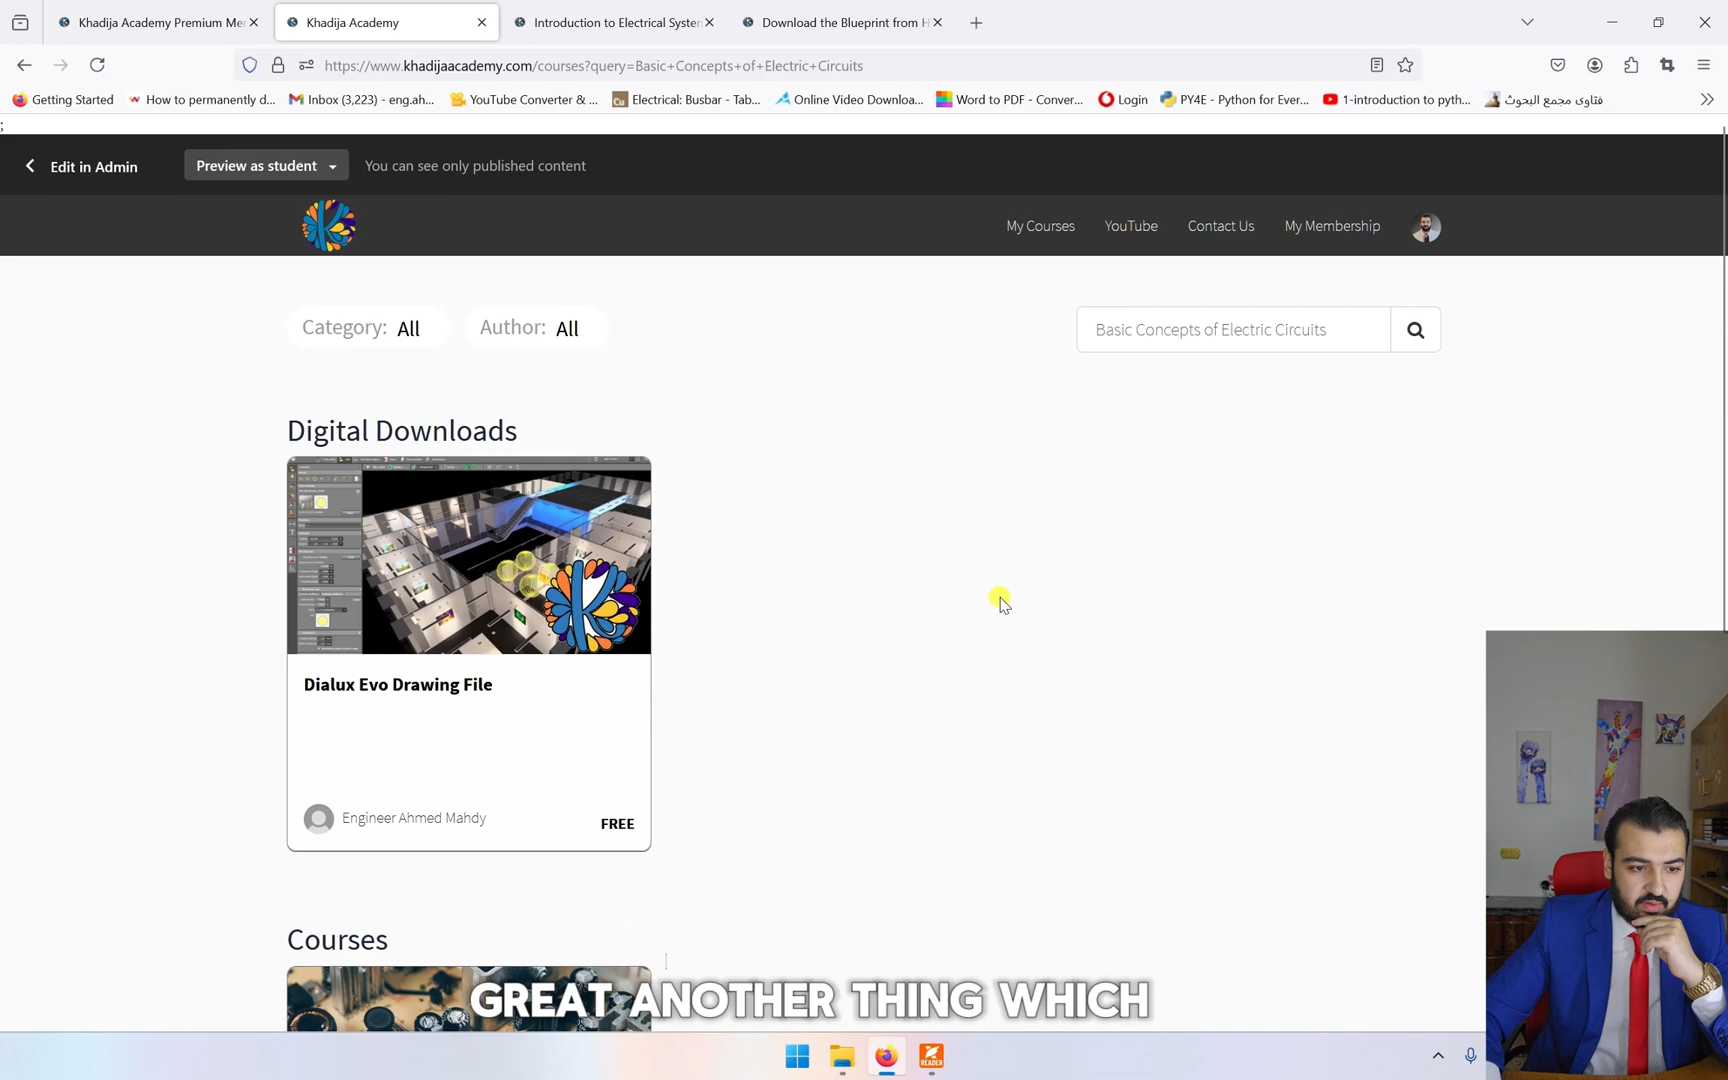 Khadija Academy Premium Me
Khadija Academy
Introduction to Electrical Syste
Download the Blueprint from H
https://www.khadijaacademy.com/courses?query=Basic+Concepts+of+Electric+Circuits
Getting Started
How to permanently d...
Inbox (3,223) - eng.ah...
YouTube Converter & ...
Electrical: Busbar - Tab...
Online Video Downloa...
Word to PDF - Conver...
Login
PY4E - Python for Ever...
1-introduction to pyth...
فتاوى مجمع البحوث
;
Edit in Admin
Preview as student
You can see only published content
My Courses
YouTube
Contact Us
My Membership
Category: All
Author: All
Basic Concepts of Electric Circuits
Digital Downloads
Dialux Evo Drawing File
Engineer Ahmed Mahdy
FREE
Courses
GREAT ANOTHER THING WHICH
READER